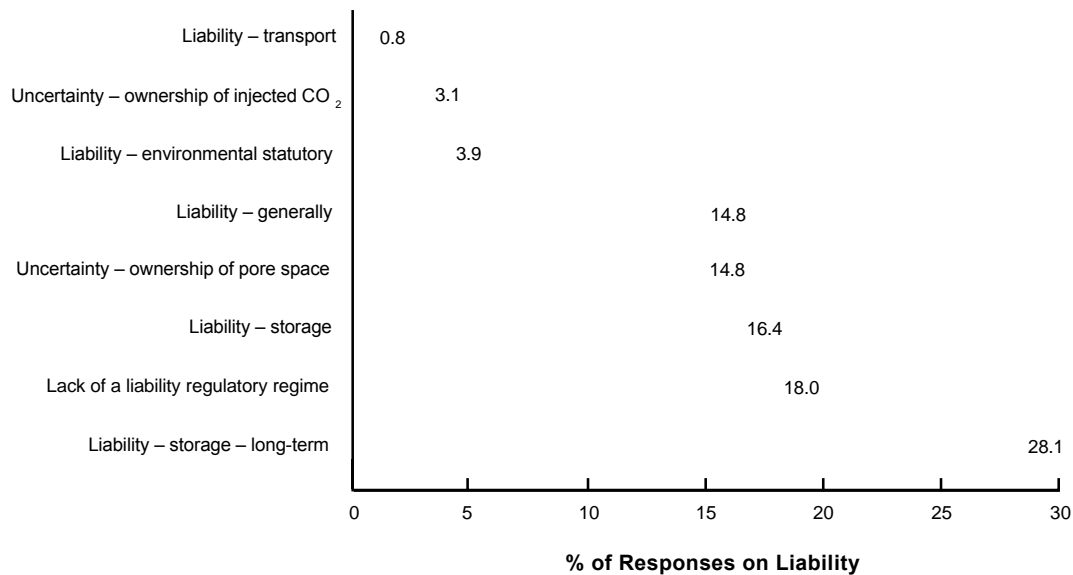 Liability – transport 0.8
Uncertainty – ownership of injected CO 2 3.1
Liability – environmental statutory 3.9
Liability – generally 14.8
Uncertainty – ownership of pore space 14.8
Liability – storage 16.4
Lack of a liability regulatory regime 18.0
Liability – storage – long-term 28.1
0 5 10 15 20 25 30
% of Responses on Liability